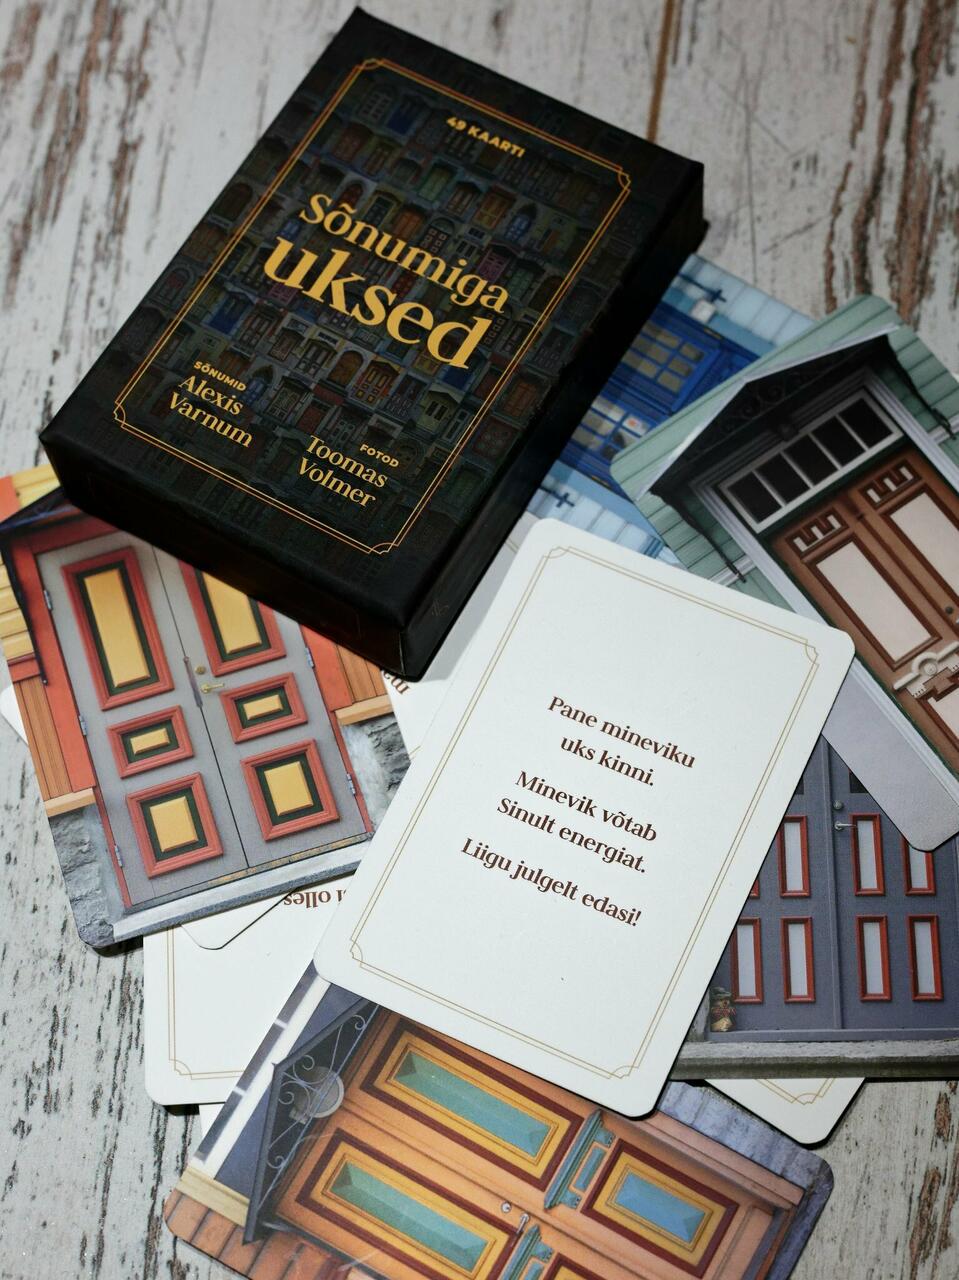 49 KAARTI
Sõnumiga
uksed
SÕNUMID
Alexis
Varnum
FOTOD
Toomas
Volmer
Pane mineviku
uks kinni.
Minevik võtab
Sinult energiat.
Liigu julgelt edasi!
olles